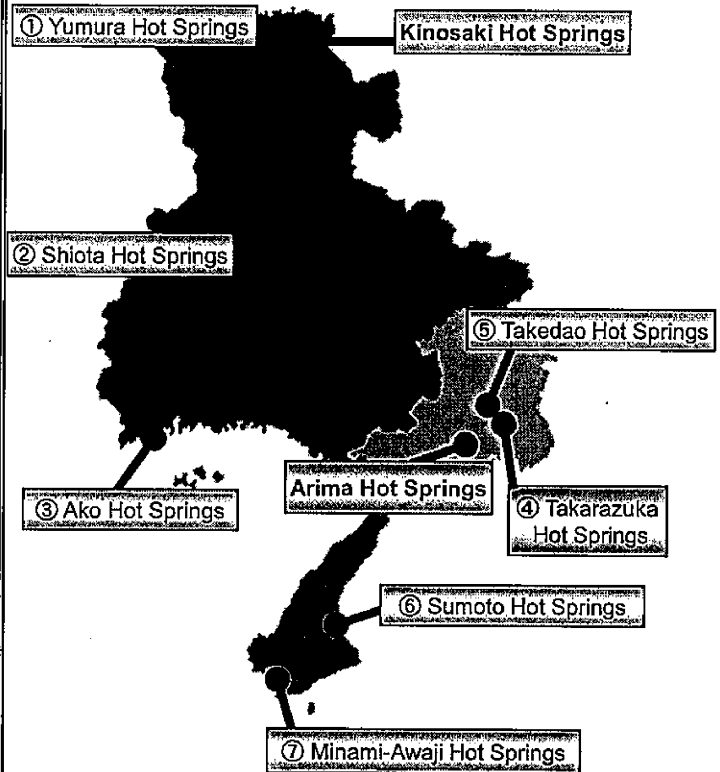 ① Yumura Hot Springs
Kinosaki Hot Springs
② Shiota Hot Springs
⑤ Takedao Hot Springs
Arima Hot Springs
③ Ako Hot Springs
④ Takarazuka
Hot Springs
⑥ Sumoto Hot Springs
⑦ Minami-Awaji Hot Springs